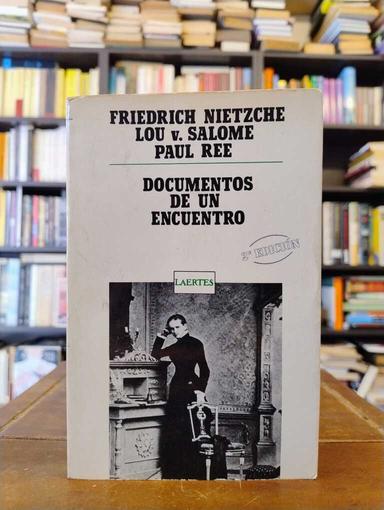 FRIEDRICH NIETZCHE
LOU v. SALOME
PAUL REE
DOCUMENTOS
DE UN
ENCUENTRO
2ª EDICIÓN
LAERTES